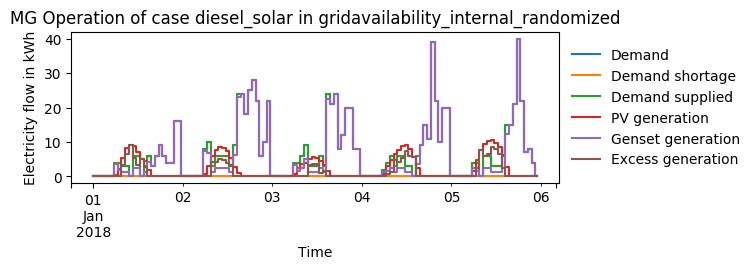 MG Operation of case diesel_solar in gridavailability_internal_randomized
Electricity flow in kWh
40
30
20
10
0
01
Jan
2018
02
03
04
05
06
Time
Demand
Demand shortage
Demand supplied
PV generation
Genset generation
Excess generation